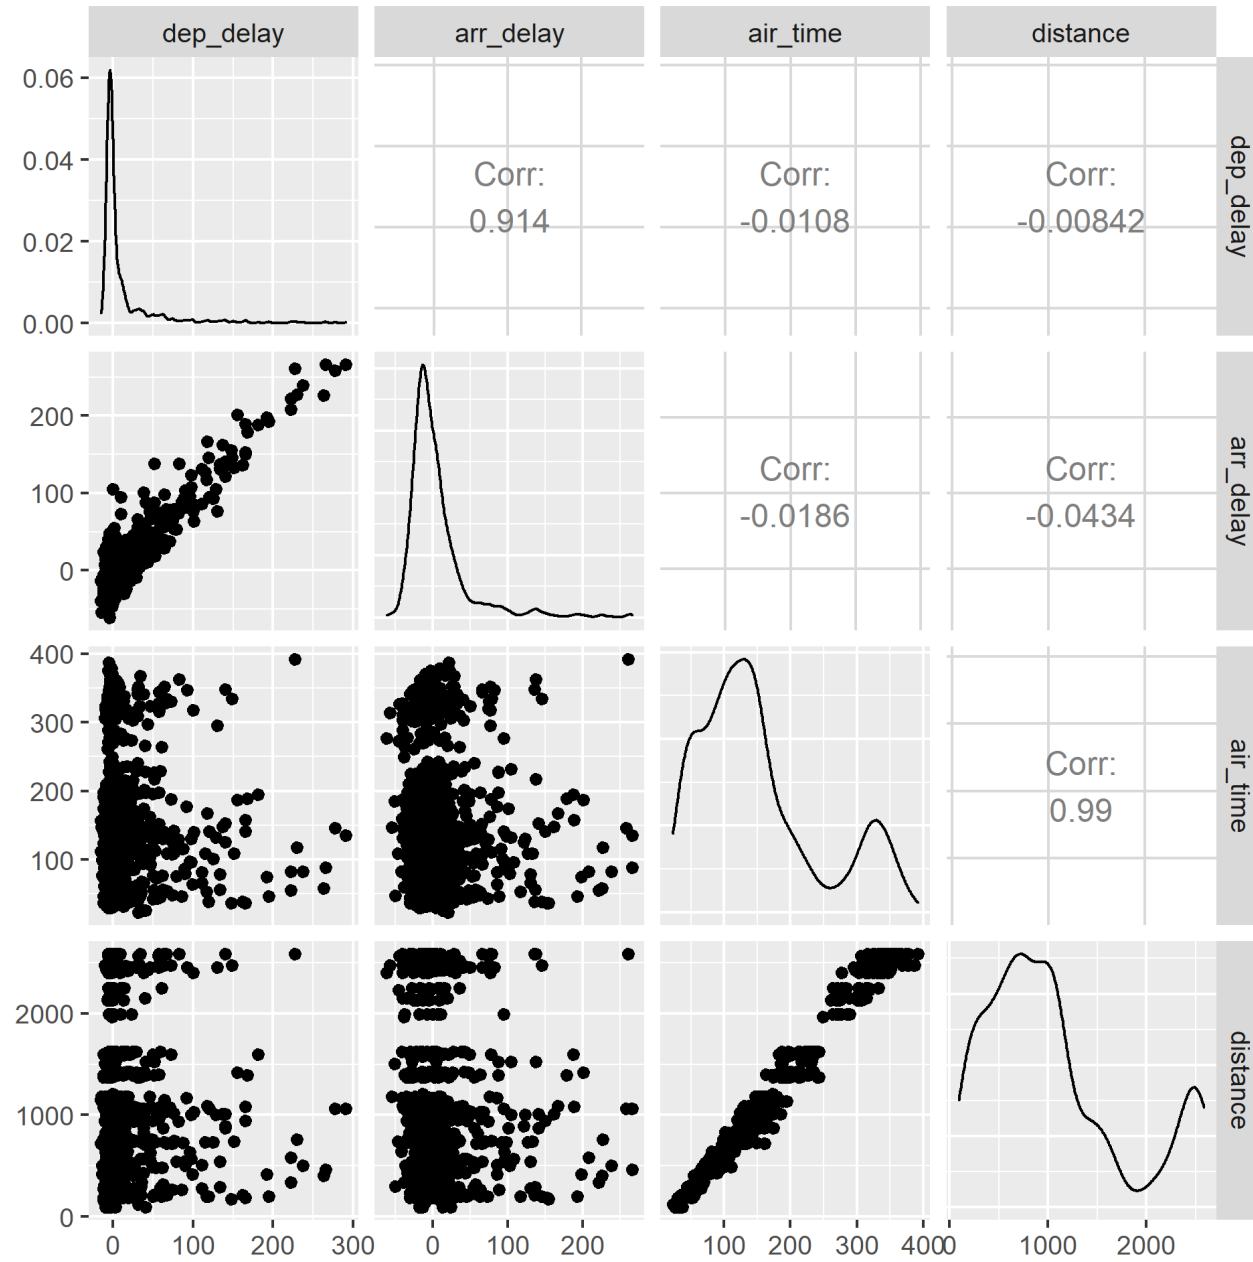 dep_delay arr_delay air_time distance
0.06
0.04
0.02
0.00
Corr:
0.914
Corr:
-0.0108
Corr:
-0.00842
dep_delay
200
100
0
Corr:
-0.0186
Corr:
-0.0434
arr_delay
400
300
200
100
Corr:
0.99
air_time
2000
1000
0
distance
0 100 200 300 0 100 200 100 200 300 400 0 1000 2000